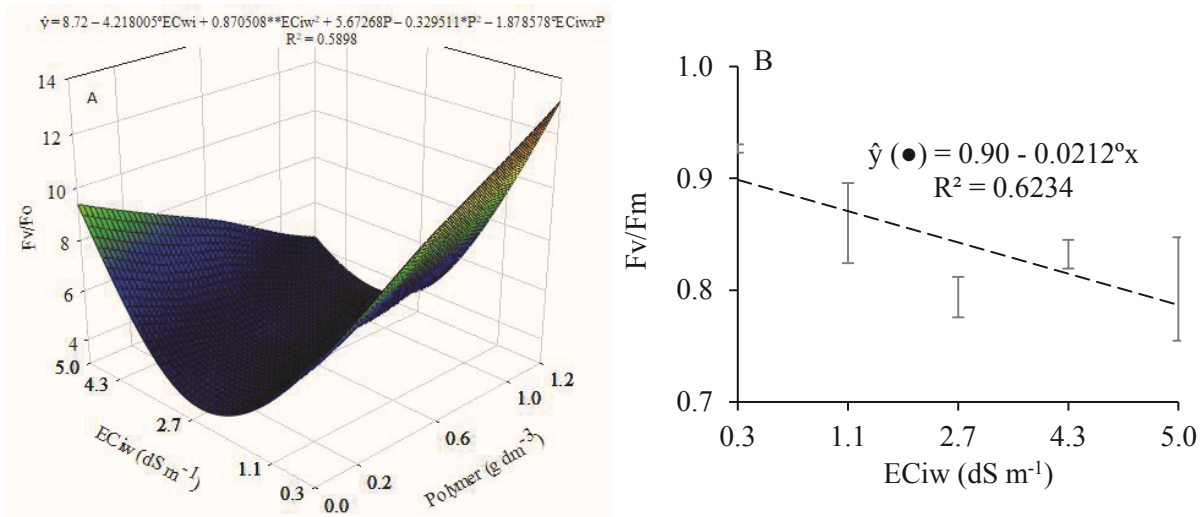 ŷ=8.72 – 4.218005ºECwi + 0.870508**ECiw² + 5.67268P – 0.329511*P² – 1.878578ºECiwxP
R² = 0.5898
A
Fv/Fo
14
12
10
8
6
4
5.0
4.3
2.7
1.1
0.3
ECiw (dS m⁻¹)
0.0
0.2
0.6
1.0
1.2
Polymer (g dm⁻³)
B
ŷ (●) = 0.90 - 0.0212ºx
R² = 0.6234
Fv/Fm
1.0
0.9
0.8
0.7
0.3 1.1 2.7 4.3 5.0
ECiw (dS m⁻¹)